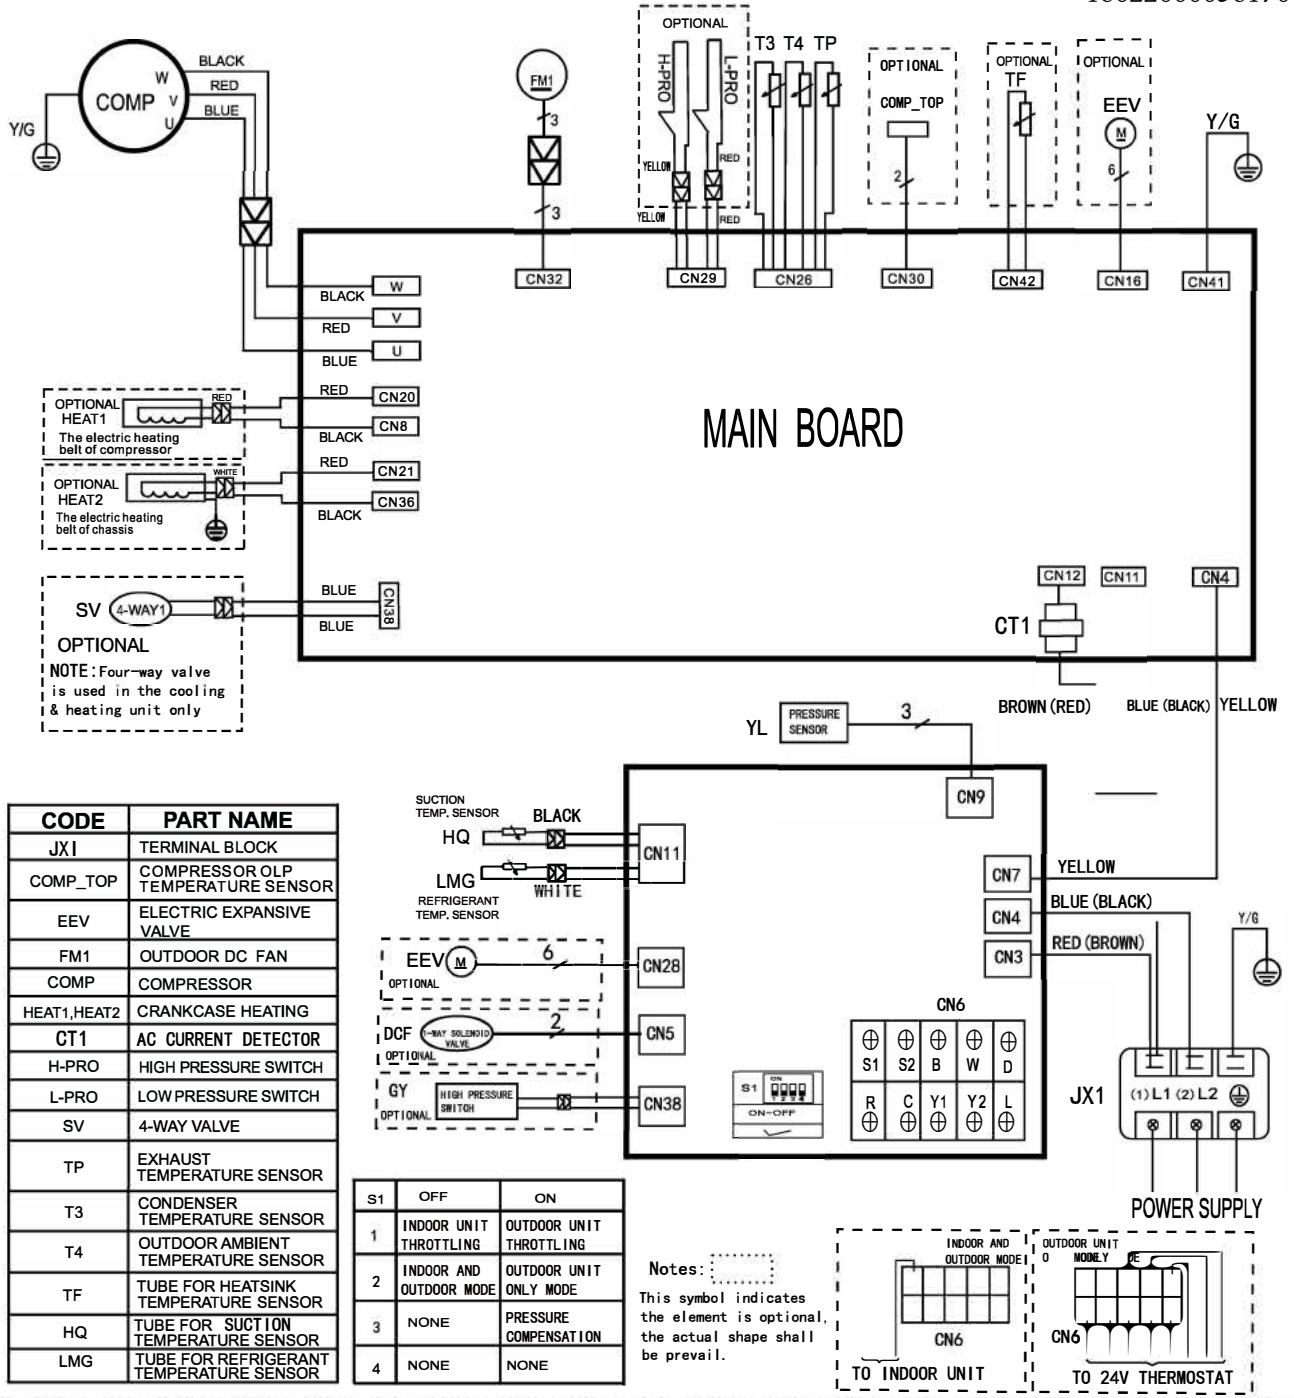 COMP
W
V
U
BLACK
RED
BLUE
Y/G
FM1
3
3
OPTIONAL
H-PRO
L-PRO
YELLOW
RED
YELLOW
RED
T3 T4 TP
OPTIONAL
COMP_TOP
2
OPTIONAL
TF
OPTIONAL
EEV
M
6
Y/G
CN32
CN29
CN26
CN30
CN42
CN16
CN41
W
BLACK
V
RED
U
BLUE
OPTIONAL
HEAT1
RED
The electric heating
belt of compressor
RED
CN20
CN8
BLACK
OPTIONAL
HEAT2
WHITE
The electric heating
belt of chassis
RED
CN21
CN36
BLACK
MAIN BOARD
SV
4-WAY1
OPTIONAL
NOTE:Four-way valve
is used in the cooling
& heating unit only
BLUE
BLUE
CN38
CN12
CN11
CN4
CT1
BROWN(RED)
BLUE(BLACK)
YELLOW
YL
PRESSURE
SENSOR
3
CN9
SUCTION
TEMP. SENSOR
HQ
BLACK
CN11
LMG
WHITE
REFRIGERANT
TEMP. SENSOR
EEV
M
OPTIONAL
6
CN28
DCF
1-WAY SOLENOID
VALVE
OPTIONAL
2
CN5
GY
OPTIONAL
HIGH PRESSURE
SWITCH
CN38
CN7
YELLOW
CN4
BLUE(BLACK)
CN3
RED(BROWN)
Y/G
CN6
S1 S2 B W D
R C Y1 Y2 L
S1
ON
1 2 3 4
ON-OFF
JX1
(1)L1 (2)L2
POWER SUPPLY
CODE PART NAME
JX1 TERMINAL BLOCK
COMP_TOP COMPRESSOR OLP
TEMPERATURE SENSOR
EEV ELECTRIC EXPANSIVE
VALVE
FM1 OUTDOOR DC FAN
COMP COMPRESSOR
HEAT1,HEAT2 CRANKCASE HEATING
CT1 AC CURRENT DETECTOR
H-PRO HIGH PRESSURE SWITCH
L-PRO LOW PRESSURE SWITCH
SV 4-WAY VALVE
TP EXHAUST
TEMPERATURE SENSOR
T3 CONDENSER
TEMPERATURE SENSOR
T4 OUTDOOR AMBIENT
TEMPERATURE SENSOR
TF TUBE FOR HEATSINK
TEMPERATURE SENSOR
HQ TUBE FOR SUCTION
TEMPERATURE SENSOR
LMG TUBE FOR REFRIGERANT
TEMPERATURE SENSOR
S1 OFF ON
1 INDOOR UNIT THROTTLING OUTDOOR UNIT THROTTLING
2 INDOOR AND OUTDOOR MODE OUTDOOR UNIT ONLY MODE
3 NONE PRESSURE COMPENSATION
4 NONE NONE
Notes:
This symbol indicates
the element is optional,
the actual shape shall
be prevail.
INDOOR AND
OUTDOOR MODE
CN6
TO INDOOR UNIT
OUTDOOR UNIT
CN6
TO 24V THERMOSTAT